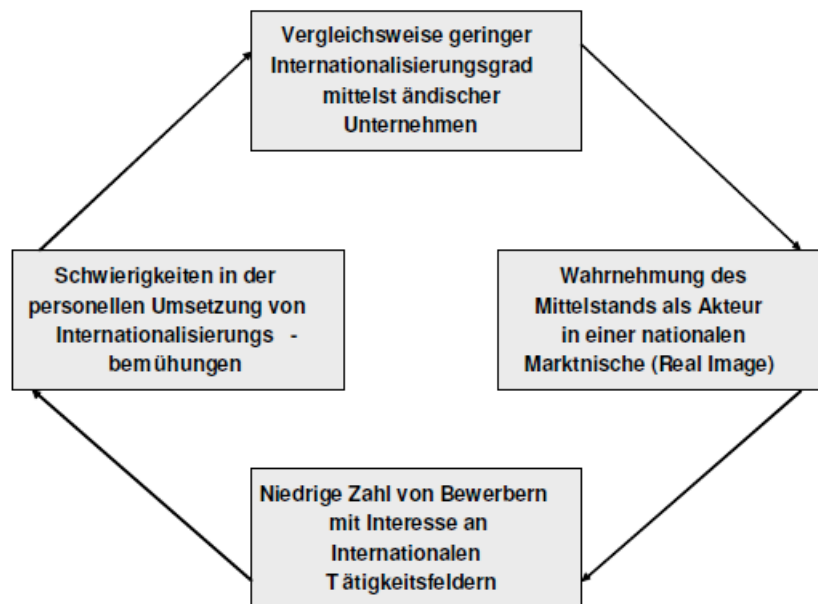 Vergleichsweise geringer
Internationalisierungsgrad
mittelst ändischer
Unternehmen
Schwierigkeiten in der
personellen Umsetzung von
Internationalisierungs -
bemühungen
Wahrnehmung des
Mittelstands als Akteur
in einer nationalen
Marktnische (Real Image)
Niedrige Zahl von Bewerbern
mit Interesse an
Internationalen
Tätigkeitsfeldern